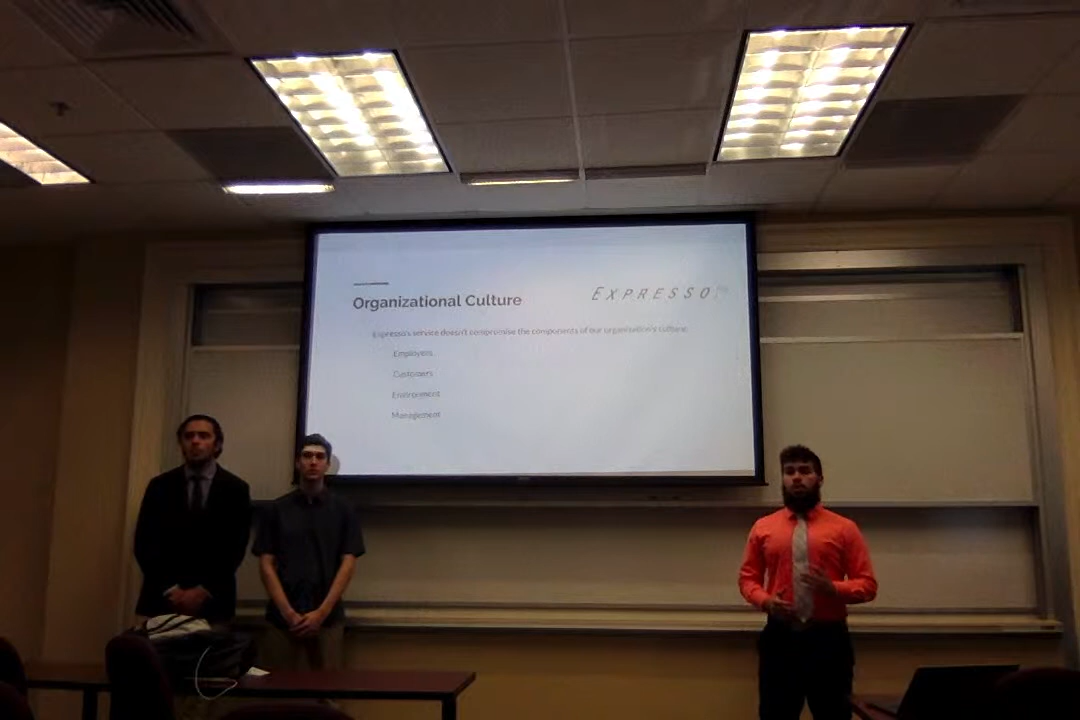 Organizational Culture
EXPRESSO
Expresso's service doesn't compromise the components of our organization's culture:
Employees
Customers
Environment
Management